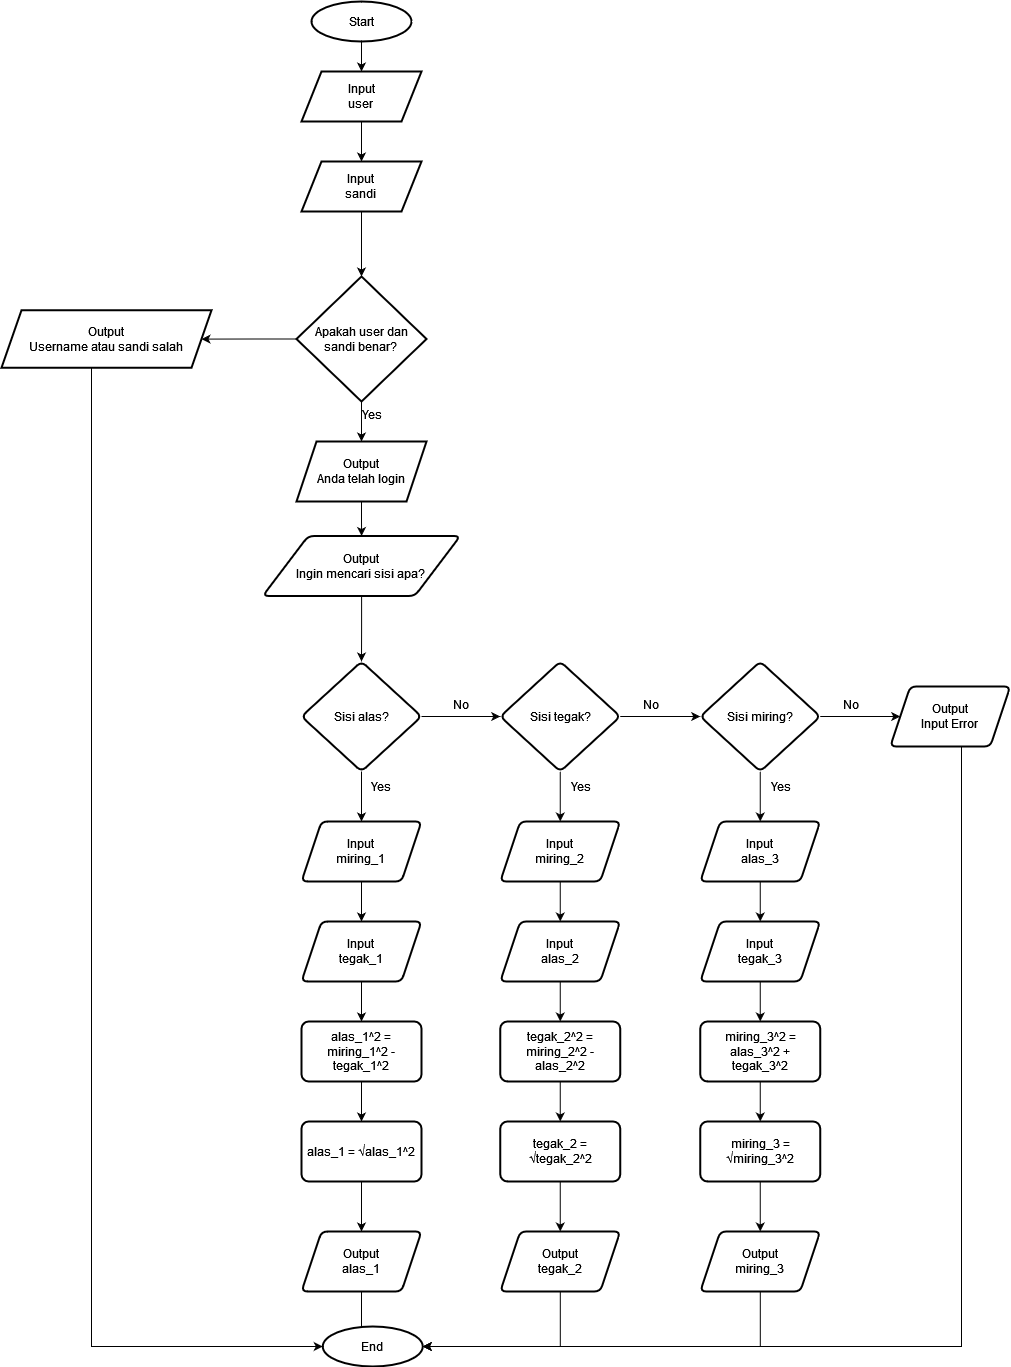 Start
Input
user
Input
sandi
Apakah user dan
sandi benar?
Output
Username atau sandi salah
Yes
Output
Anda telah login
Output
Ingin mencari sisi apa?
Sisi alas?
No
Sisi tegak?
No
Sisi miring?
No
Output
Input Error
Yes
Yes
Yes
Input
miring_1
Input
miring_2
Input
alas_3
Input
tegak_1
Input
alas_2
Input
tegak_3
alas_1^2 =
miring_1^2 -
tegak_1^2
tegak_2^2 =
miring_2^2 -
alas_2^2
miring_3^2 =
alas_3^2 +
tegak_3^2
alas_1 = √alas_1^2
tegak_2 =
√tegak_2^2
miring_3 =
√miring_3^2
Output
alas_1
Output
tegak_2
Output
miring_3
End